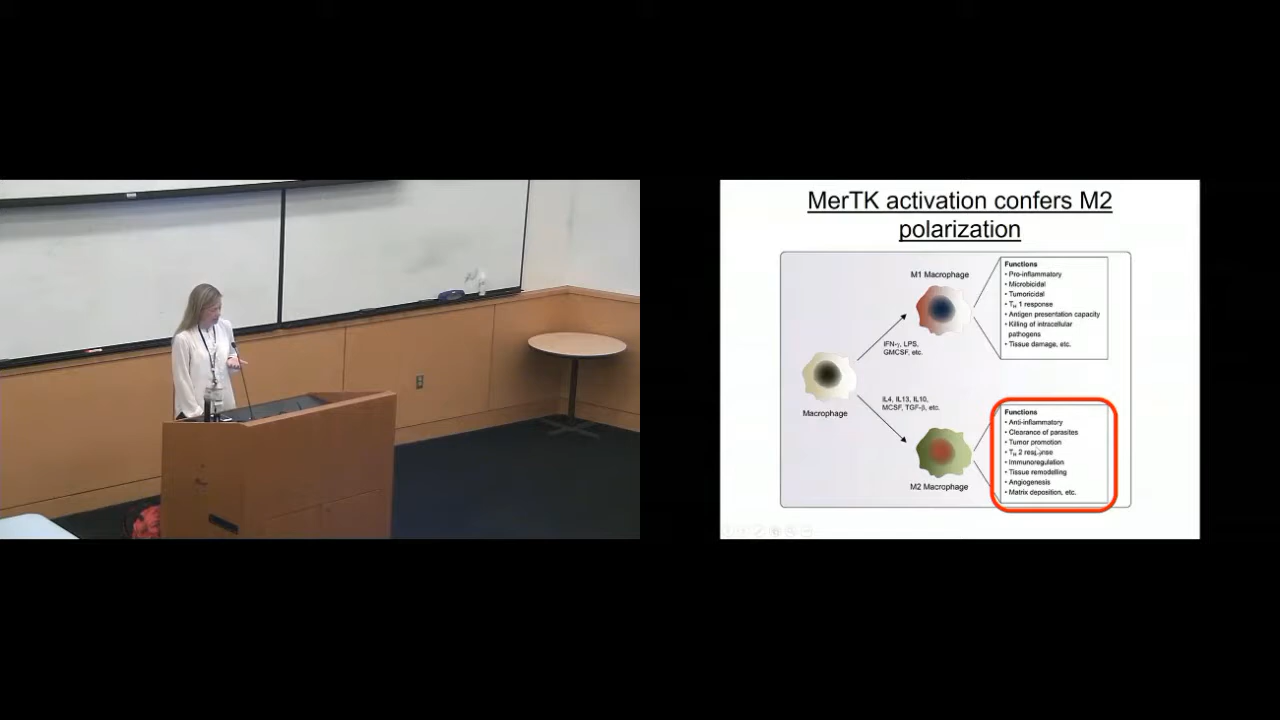 MerTK activation confers M2
polarization
M1 Macrophage
Functions
• Pro-inflammatory
• Microbicidal
• Tumoricidal
• TH 1 response
• Antigen presentation capacity
• Killing of intracellular
pathogens
• Tissue damage, etc.
IFN-γ, LPS,
GMCSF, etc.
Macrophage
IL4, IL13, IL10,
MCSF, TGF-β, etc.
M2 Macrophage
Functions
• Anti-inflammatory
• Clearance of parasites
• Tumor promotion
• TH 2 response
• Immunoregulation
• Tissue remodelling
• Angiogenesis
• Matrix deposition, etc.